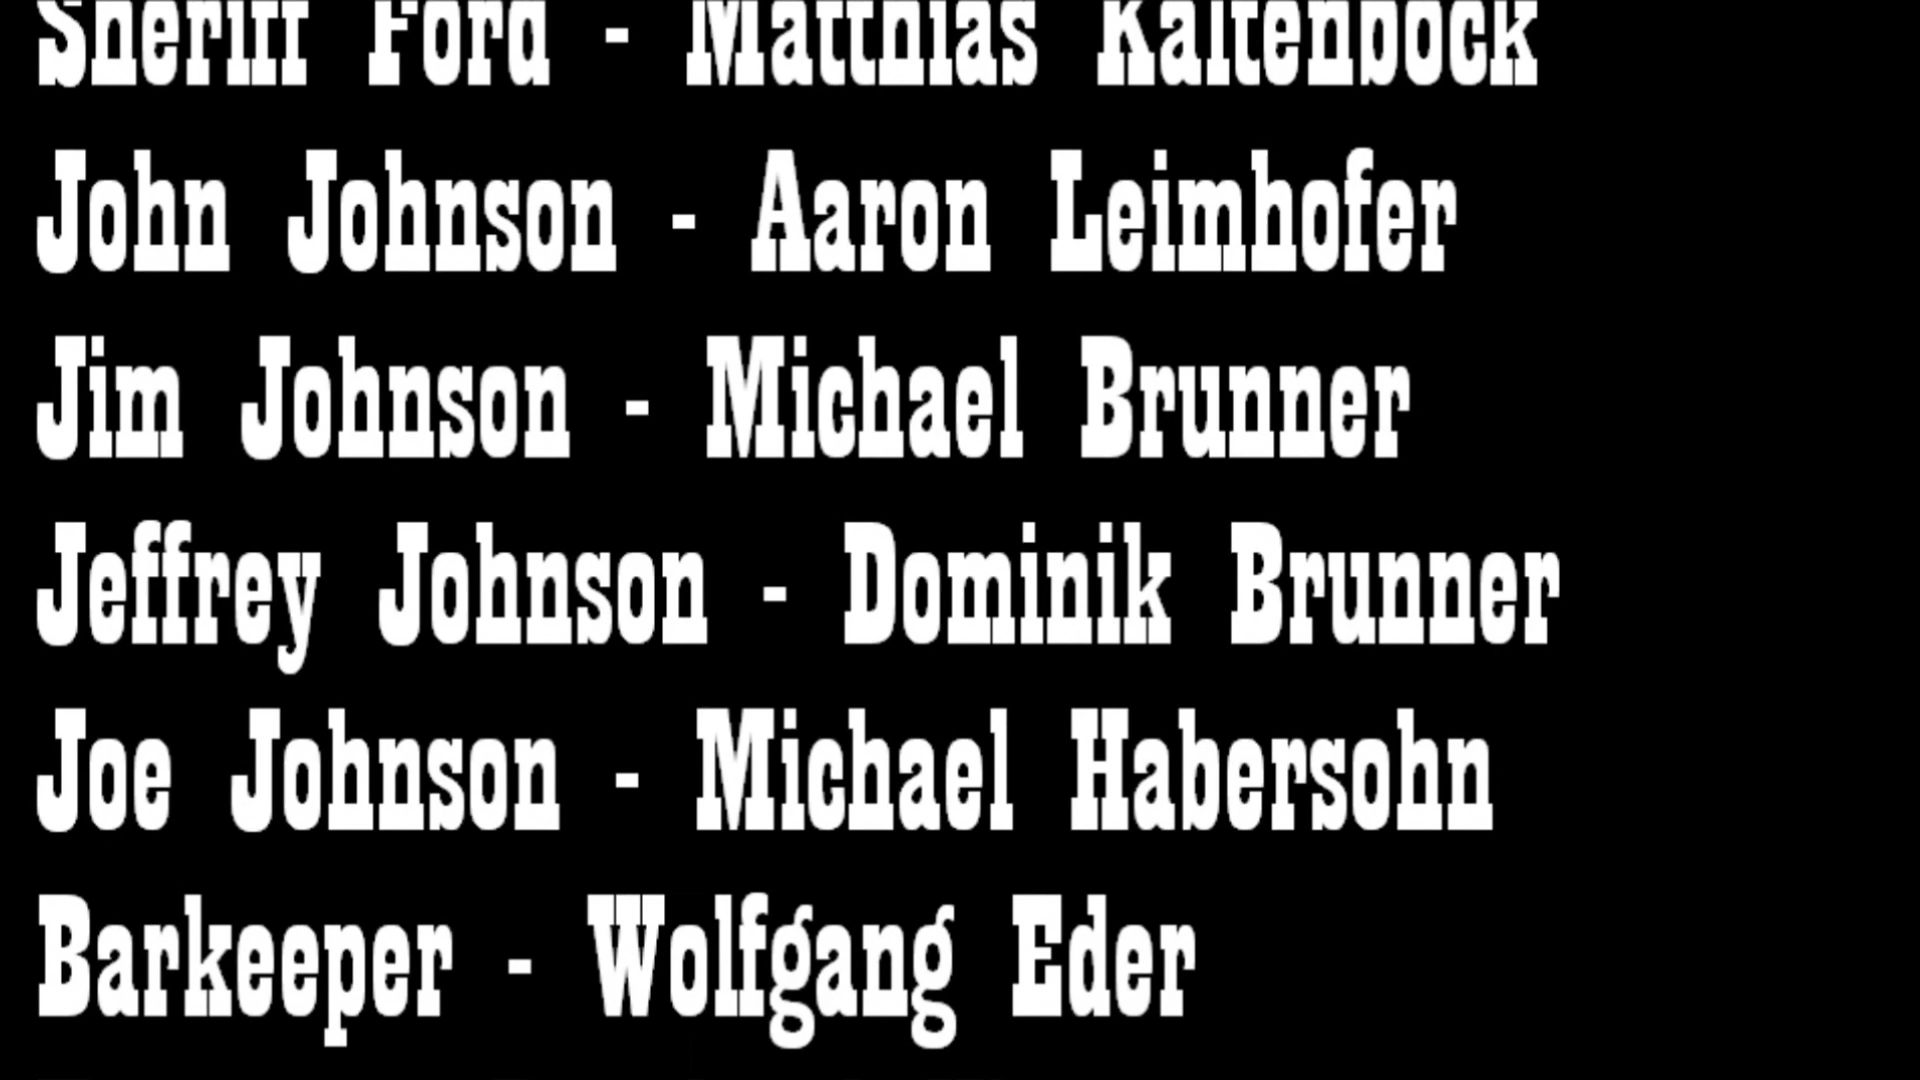 Sheriff Ford - Matthias Kaltenböck
John Johnson - Aaron Leimhofer
Jim Johnson - Michael Brunner
Jeffrey Johnson - Dominik Brunner
Joe Johnson - Michael Habersohn
Barkeeper - Wolfgang Eder